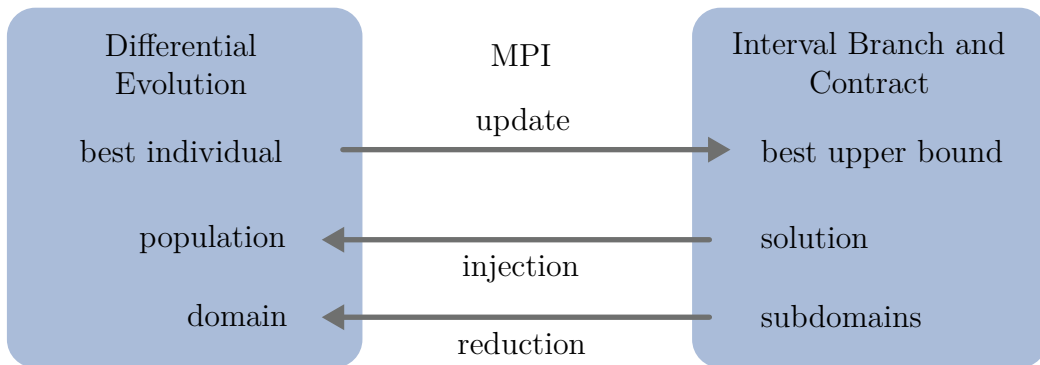 Differential
Evolution
MPI
Interval Branch and
Contract
update
best individual
best upper bound
population
solution
injection
domain
subdomains
reduction